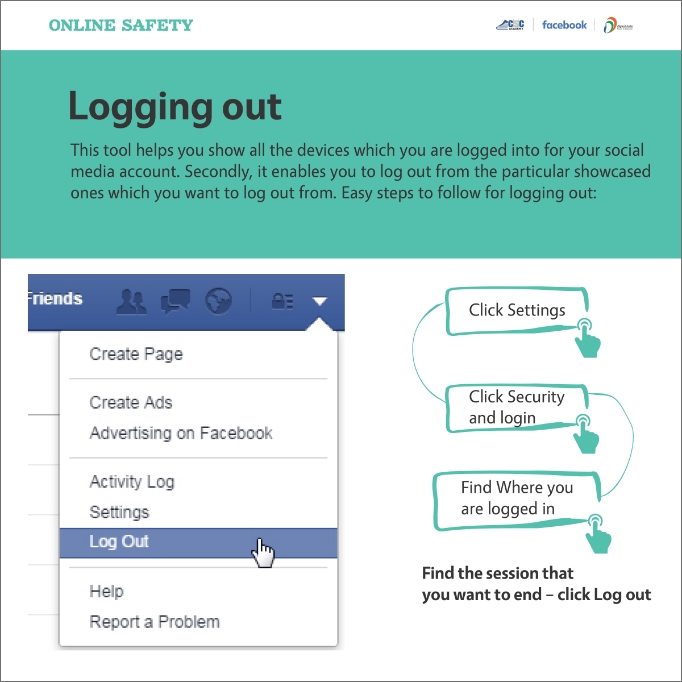 ONLINE SAFETY
CSC
ACADEMY
facebook
Logging out
This tool helps you show all the devices which you are logged into for your social
media account. Secondly, it enables you to log out from the particular showcased
ones which you want to log out from. Easy steps to follow for logging out:
Friends
Create Page
Create Ads
Advertising on Facebook
Activity Log
Settings
Log Out
Help
Report a Problem
Click Settings
Click Security
and login
Find Where you
are logged in
Find the session that
you want to end – click Log out